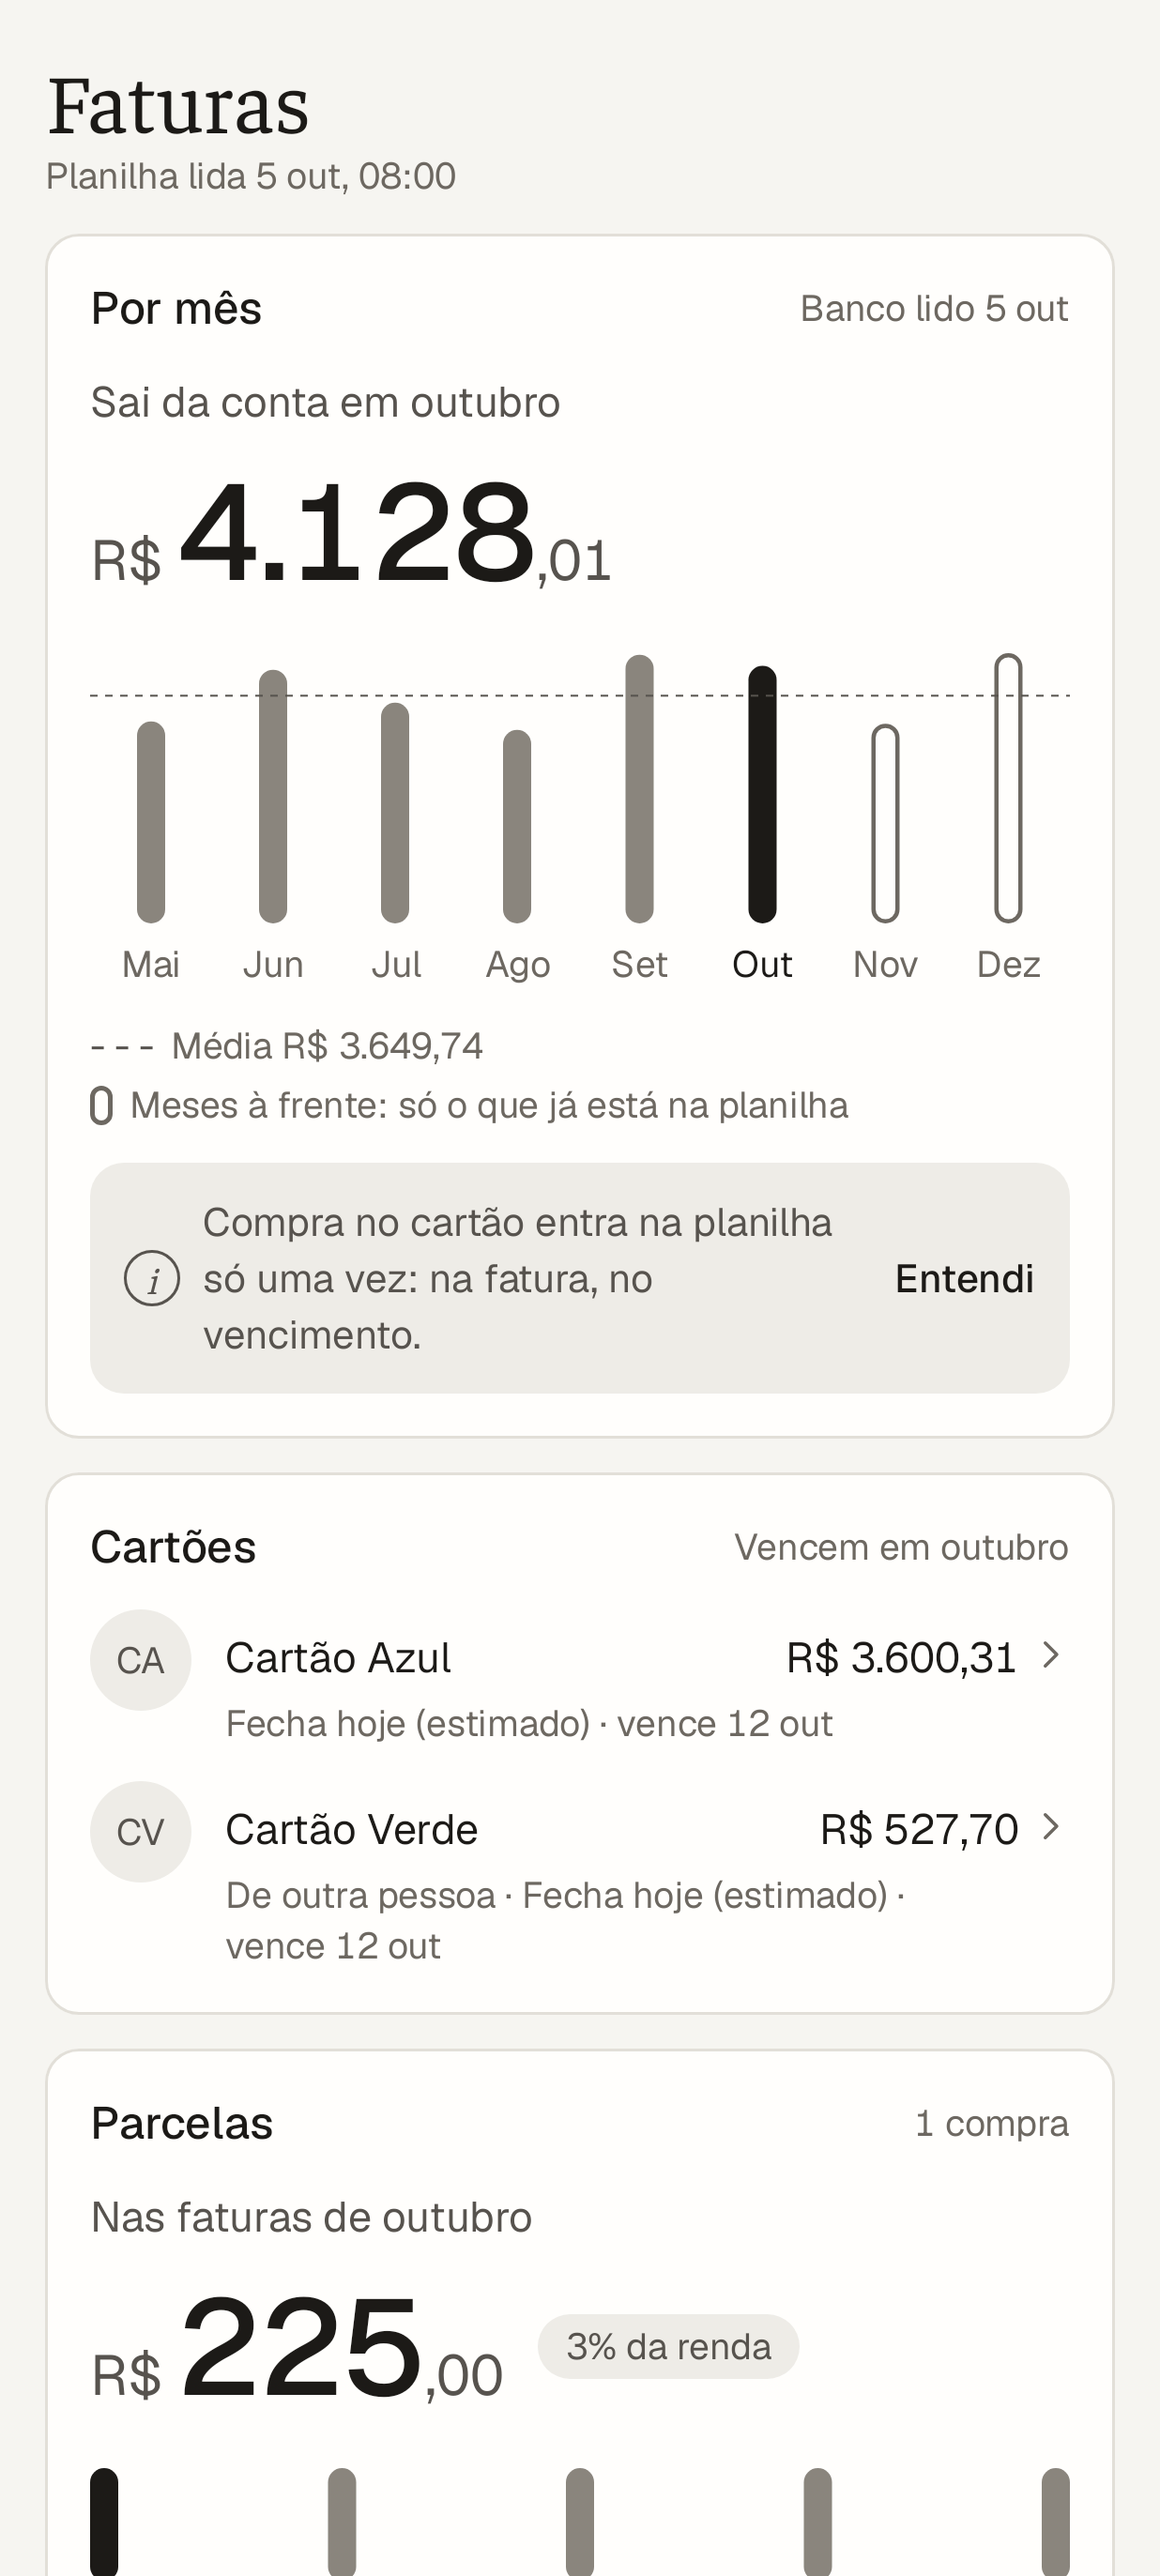 Faturas
Planilha lida 5 out, 08:00
Por mês
Banco lido 5 out
Sai da conta em outubro
R$ 4.128,01
Mai Jun Jul Ago Set Out Nov Dez
Média R$ 3.649,74
Meses à frente: só o que já está na planilha
Compra no cartão entra na planilha
só uma vez: na fatura, no
vencimento.
Entendi
Cartões
Vencem em outubro
CA
Cartão Azul
R$ 3.600,31
Fecha hoje (estimado) · vence 12 out
CV
Cartão Verde
R$ 527,70
De outra pessoa · Fecha hoje (estimado) ·
vence 12 out
Parcelas
1 compra
Nas faturas de outubro
R$ 225,00
3% da renda